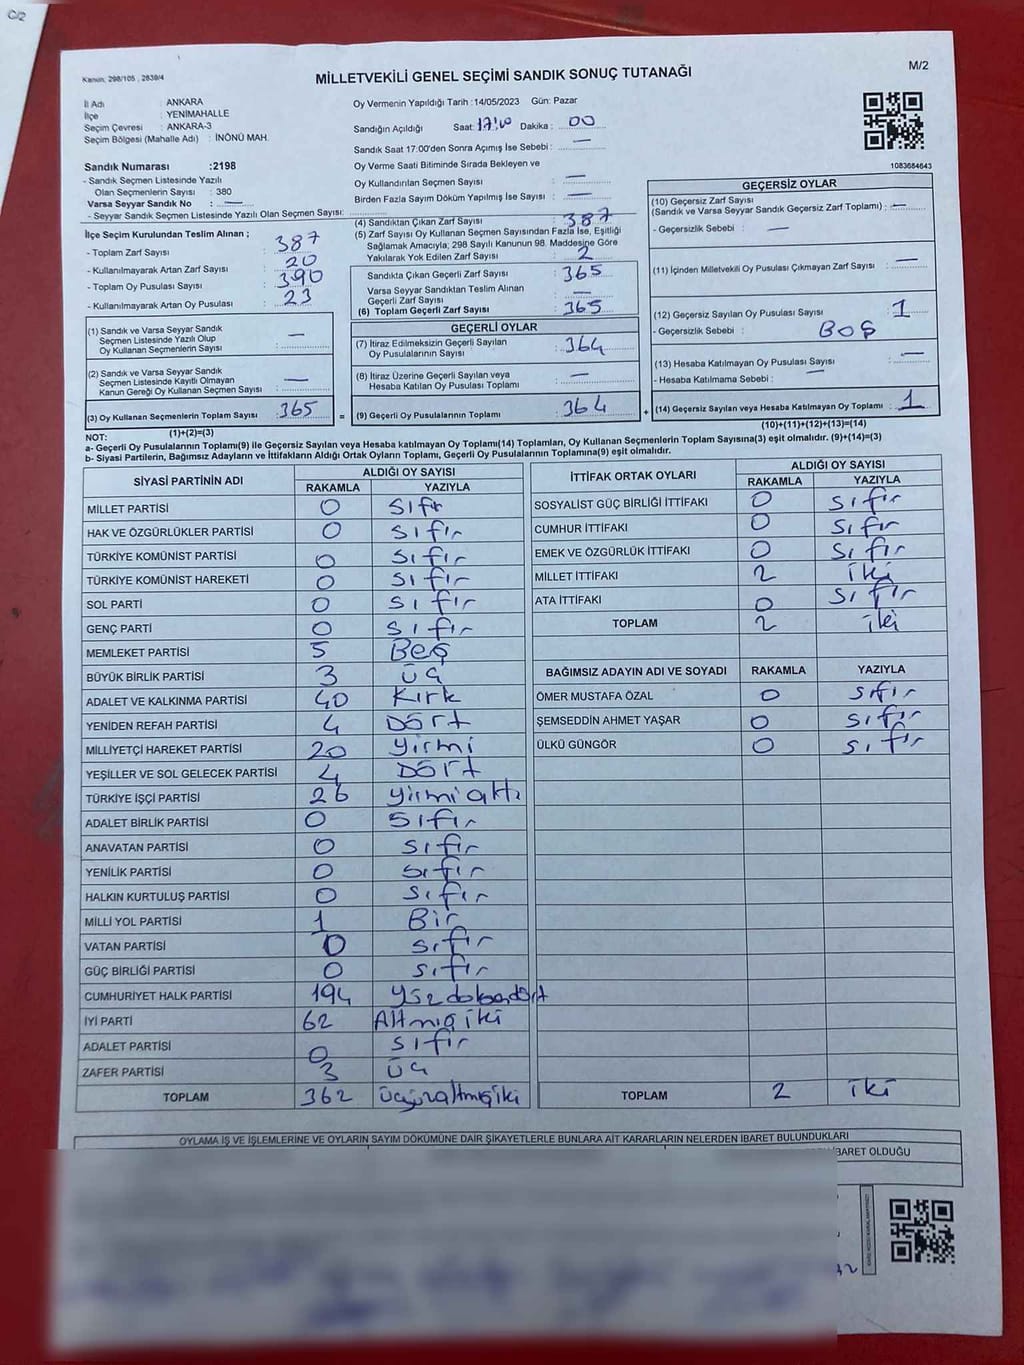 C/2
Kanun: 298/105 , 2839/4
MİLLETVEKİLİ GENEL SEÇİMİ SANDIK SONUÇ TUTANAĞI
M/2
İl Adı : ANKARA
İlçe : YENİMAHALLE
Seçim Çevresi : ANKARA-3
Seçim Bölgesi (Mahalle Adı) : İNÖNÜ MAH.
Oy Vermenin Yapıldığı Tarih :14/05/2023 Gün: Pazar
Sandığın Açıldığı Saat: 17:00 Dakika : 00
Sandık Saat 17:00'den Sonra Açımış İse Sebebi : —
Oy Verme Saati Bitiminde Sırada Bekleyen ve
Oy Kullandırılan Seçmen Sayısı —
Birden Fazla Sayım Döküm Yapılmış İse Sayısı : —
1083684643
Sandık Numarası :2198
- Sandık Seçmen Listesinde Yazılı
Olan Seçmenlerin Sayısı : 380
Varsa Seyyar Sandık No : —
- Seyyar Sandık Seçmen Listesinde Yazılı Olan Seçmen Sayısı:
İlçe Seçim Kurulundan Teslim Alınan ;
- Toplam Zarf Sayısı : 387
- Kullanılmayarak Artan Zarf Sayısı : 20
- Toplam Oy Pusulası Sayısı : 390
- Kullanılmayarak Artan Oy Pusulası : 23
(4) Sandıktan Çıkan Zarf Sayısı : 387
(5) Zarf Sayısı Oy Kullanan Seçmen Sayısından Fazla İse, Eşitliği
Sağlamak Amacıyla; 298 Sayılı Kanunun 98. Maddesine Göre
Yakılarak Yok Edilen Zarf Sayısı : 2
Sandıkta Çıkan Geçerli Zarf Sayısı : 365
Varsa Seyyar Sandıktan Teslim Alınan
Geçerli Zarf Sayısı : —
(6) Toplam Geçerli Zarf Sayısı : 365
GEÇERSİZ OYLAR
(10) Geçersiz Zarf Sayısı
(Sandık ve Varsa Seyyar Sandık Geçersiz Zarf Toplamı) : —
- Geçersizlik Sebebi : —
(11) İçinden Milletvekili Oy Pusulası Çıkmayan Zarf Sayısı : —
(12) Geçersiz Sayılan Oy Pusulası Sayısı : 1
- Geçersizlik Sebebi : BOŞ
(13) Hesaba Katılmayan Oy Pusulası Sayısı : —
- Hesaba Katılmama Sebebi : —
(14) Geçersiz Sayılan veya Hesaba Katılmayan Oy Toplamı : 1
(10)+(11)+(12)+(13)=(14)
(1) Sandık ve Varsa Seyyar Sandık
Seçmen Listesinde Yazılı Olup
Oy Kullanan Seçmenlerin Sayısı : —
(2) Sandık ve Varsa Seyyar Sandık
Seçmen Listesinde Kayıtlı Olmayan
Kanun Gereği Oy Kullanan Seçmen Sayısı : —
(3) Oy Kullanan Seçmenlerin Toplam Sayısı : 365 =
(1)+(2)=(3)
GEÇERLİ OYLAR
(7) İtiraz Edilmeksizin Geçerli Sayılan
Oy Pusulalarının Sayısı : 364
(8) İtiraz Üzerine Geçerli Sayılan veya
Hesaba Katılan Oy Pusulası Toplamı : —
(9) Geçerli Oy Pusulalarının Toplamı : 364 +
NOT:
a- Geçerli Oy Pusulalarının Toplamı(9) ile Geçersiz Sayılan veya Hesaba katılmayan Oy Toplamı(14) Toplamları, Oy Kullanan Seçmenlerin Toplam Sayısına(3) eşit olmalıdır. (9)+(14)=(3)
b- Siyasi Partilerin, Bağımsız Adayların ve İttifakların Aldığı Ortak Oyların Toplamı, Geçerli Oy Pusulalarının Toplamına(9) eşit olmalıdır.
SİYASİ PARTİNİN ADI ALDIĞI OY SAYISI
RAKAMLA YAZIYLA
MİLLET PARTİSİ 0 Sıfır
HAK VE ÖZGÜRLÜKLER PARTİSİ 0 Sıfır
TÜRKİYE KOMÜNİST PARTİSİ 0 Sıfır
TÜRKİYE KOMÜNİST HAREKETİ 0 Sıfır
SOL PARTİ 0 Sıfır
GENÇ PARTİ 0 Sıfır
MEMLEKET PARTİSİ 5 Beş
BÜYÜK BİRLİK PARTİSİ 3 Üç
ADALET VE KALKINMA PARTİSİ 40 Kırk
YENİDEN REFAH PARTİSİ 4 Dört
MİLLİYETÇİ HAREKET PARTİSİ 20 Yirmi
YEŞİLLER VE SOL GELECEK PARTİSİ 4 Dört
TÜRKİYE İŞÇİ PARTİSİ 26 Yirmi altı
ADALET BİRLİK PARTİSİ 0 Sıfır
ANAVATAN PARTİSİ 0 Sıfır
YENİLİK PARTİSİ 0 Sıfır
HALKIN KURTULUŞ PARTİSİ 0 Sıfır
MİLLİ YOL PARTİSİ 1 Bir
VATAN PARTİSİ 0 Sıfır
GÜÇ BİRLİĞİ PARTİSİ 0 Sıfır
CUMHURİYET HALK PARTİSİ 194 Yüzdoksandört
İYİ PARTİ 62 Altmış iki
ADALET PARTİSİ 0 Sıfır
ZAFER PARTİSİ 3 Üç
TOPLAM 362 Üçyüzaltmışiki
İTTİFAK ORTAK OYLARI ALDIĞI OY SAYISI
RAKAMLA YAZIYLA
SOSYALİST GÜÇ BİRLİĞİ İTTİFAKI 0 Sıfır
CUMHUR İTTİFAKI 0 Sıfır
EMEK VE ÖZGÜRLÜK İTTİFAKI 0 Sıfır
MİLLET İTTİFAKI 2 iki
ATA İTTİFAKI 0 Sıfır
TOPLAM 2 iki
BAĞIMSIZ ADAYIN ADI VE SOYADI RAKAMLA YAZIYLA
ÖMER MUSTAFA ÖZAL 0 Sıfır
ŞEMSEDDİN AHMET YAŞAR 0 Sıfır
ÜLKÜ GÜNGÖR 0 Sıfır
TOPLAM 2 iki
OYLAMA İŞ VE İŞLEMLERİNE VE OYLARIN SAYIM DÖKÜMÜNE DAİR ŞİKAYETLERLE BUNLARA AİT KARARLARIN NELERDEN İBARET BULUNDUKLARI
İBARET OLDUĞU